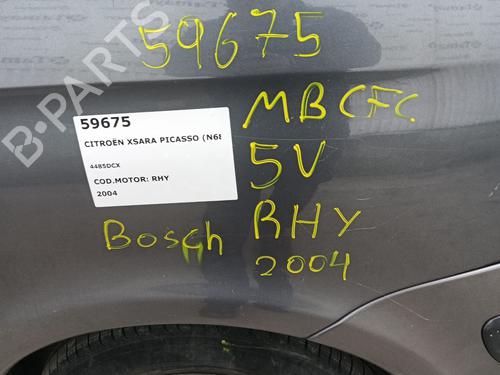 59675
MBCFC
59675
CITROËN XSARA PICASSO (N68
4485DCX
COD.MOTOR: RHY
2004
5V
Bosch
RHY
2004
B-PARTS